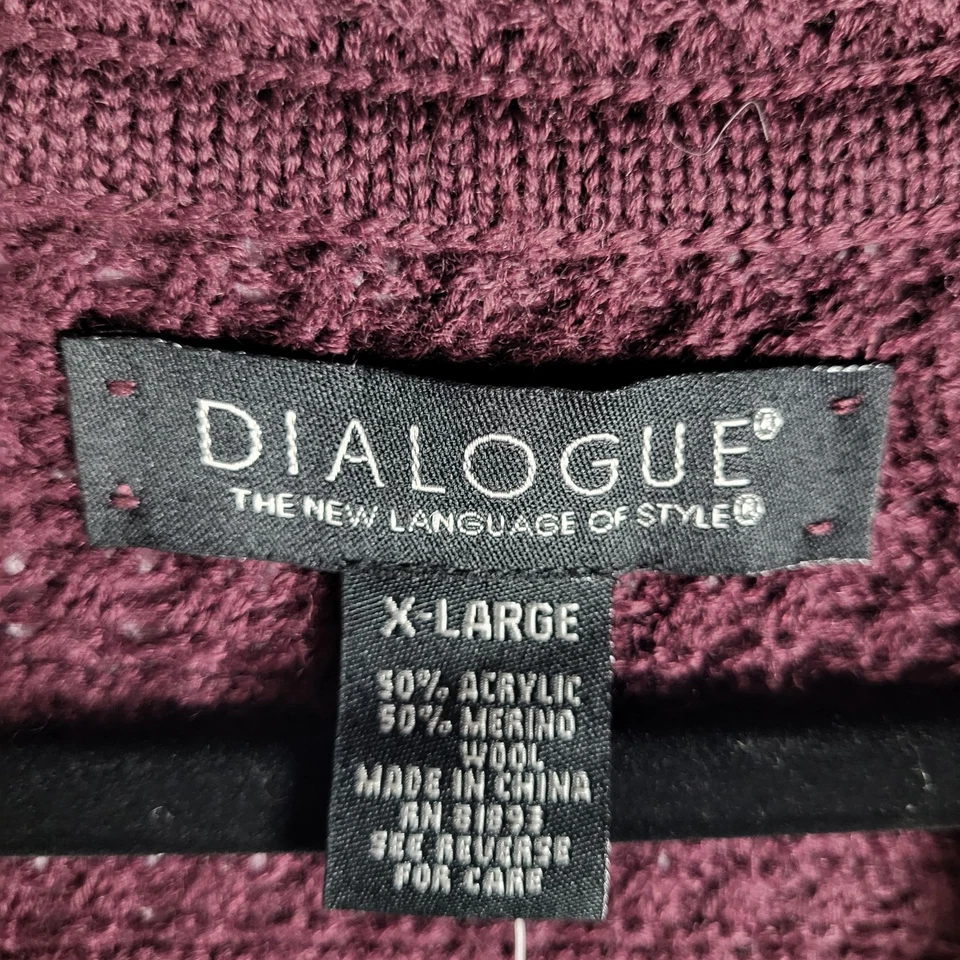 DIALOGUE®
THE NEW LANGUAGE OF STYLE®
X-LARGE
50% ACRYLIC
50% MERINO
WOOL
MADE IN CHINA
RN 81893
SEE REVERSE
FOR CARE